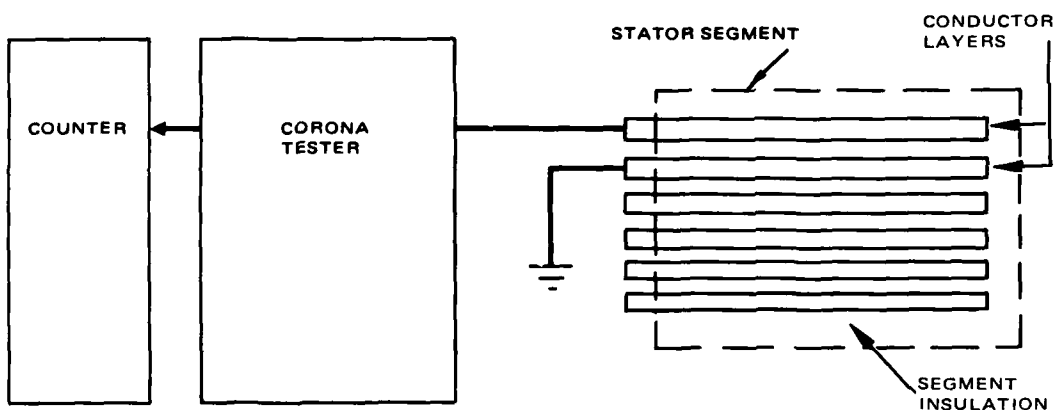 CONDUCTOR
LAYERS
STATOR SEGMENT
COUNTER
CORONA
TESTER
SEGMENT
INSULATION